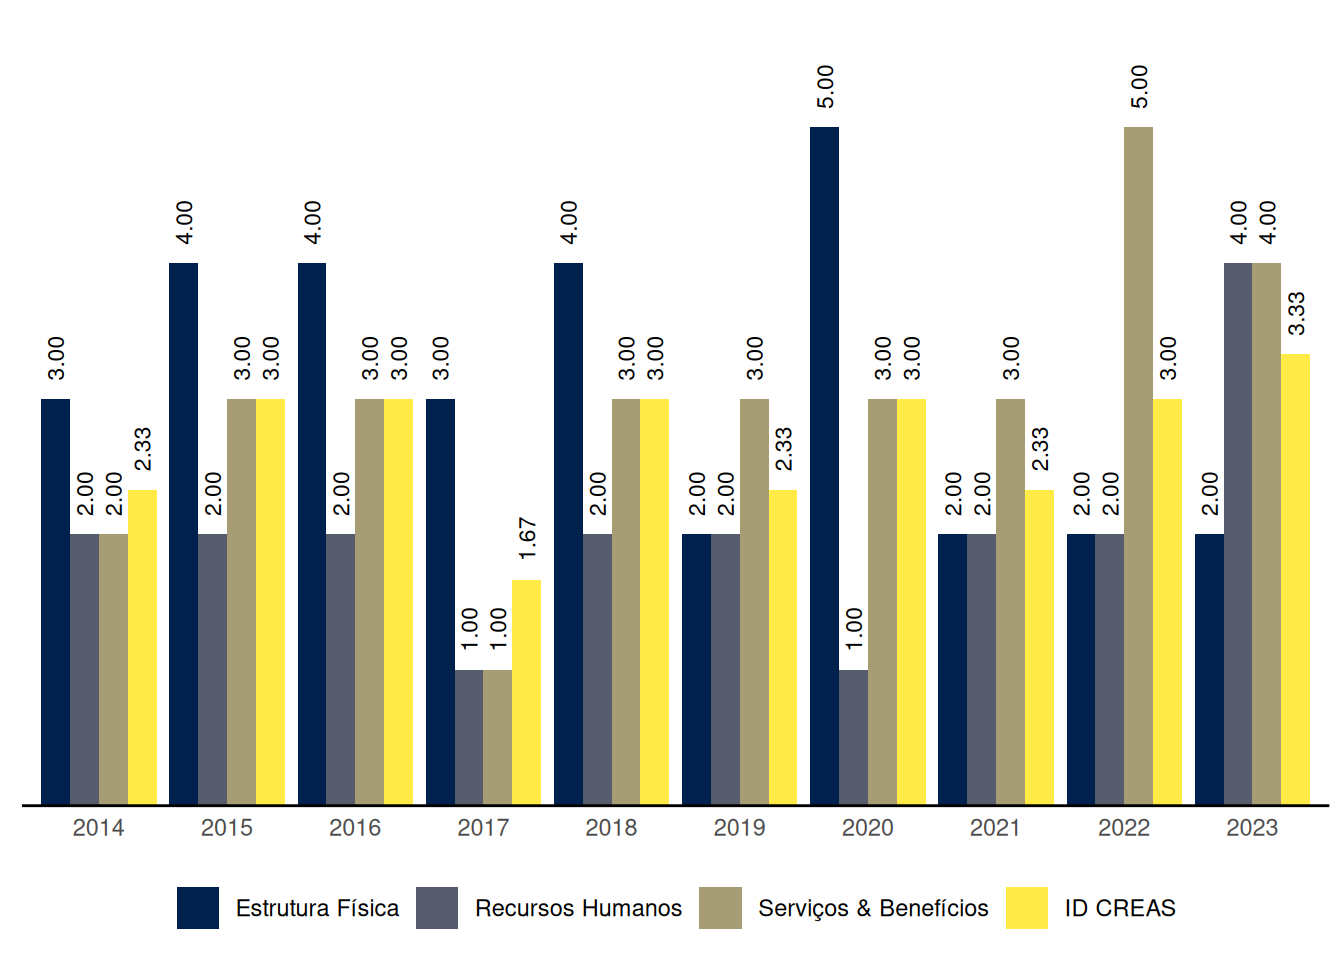 5.00 5.00
4.00 4.00 4.00 4.00 4.00
3.33
3.00 3.00 3.00 3.00 3.00 3.00 3.00 3.00 3.00 3.00 3.00 3.00 3.00
2.33 2.33 2.33
2.00 2.00 2.00 2.00 2.00 2.00 2.00 2.00 2.00 2.00 2.00 2.00
1.67
1.00 1.00 1.00
2014 2015 2016 2017 2018 2019 2020 2021 2022 2023
Estrutura Física Recursos Humanos Serviços & Benefícios ID CREAS